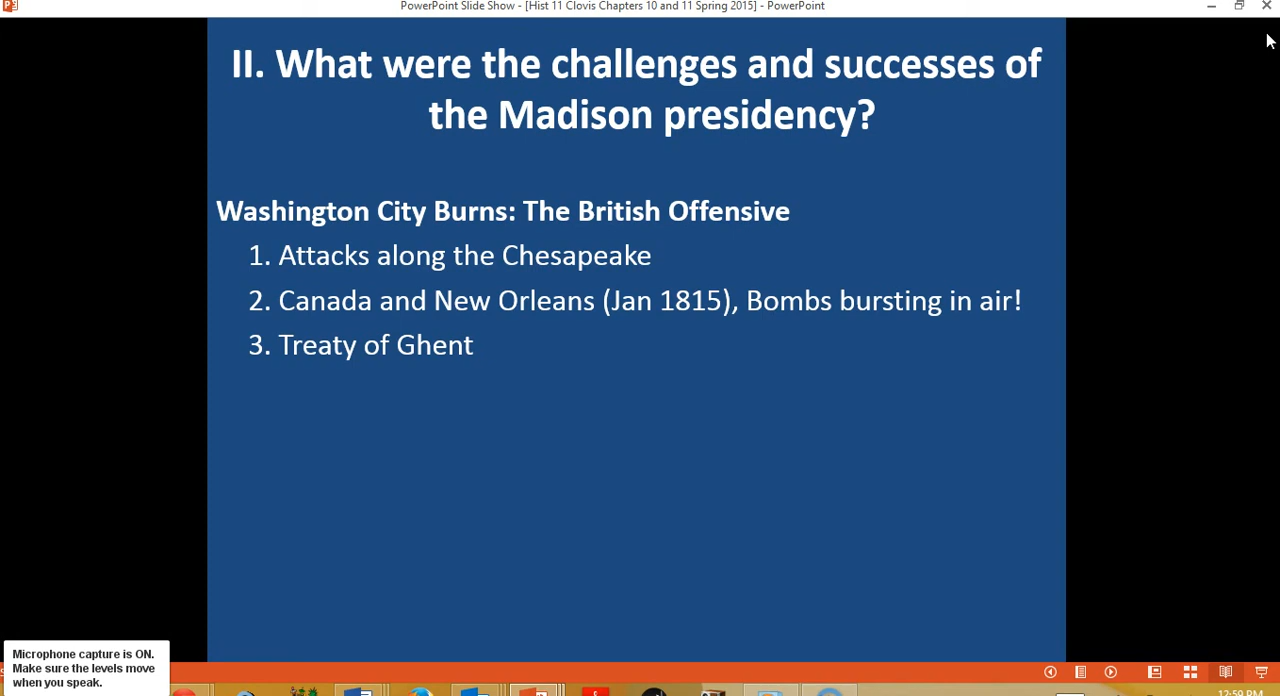 PowerPoint Slide Show - [Hist 11 Clovis Chapters 10 and 11 Spring 2015] - PowerPoint
II. What were the challenges and successes of
the Madison presidency?
Washington City Burns: The British Offensive
1. Attacks along the Chesapeake
2. Canada and New Orleans (Jan 1815), Bombs bursting in air!
3. Treaty of Ghent
Microphone capture is ON.
Make sure the levels move
when you speak.
12:59 PM